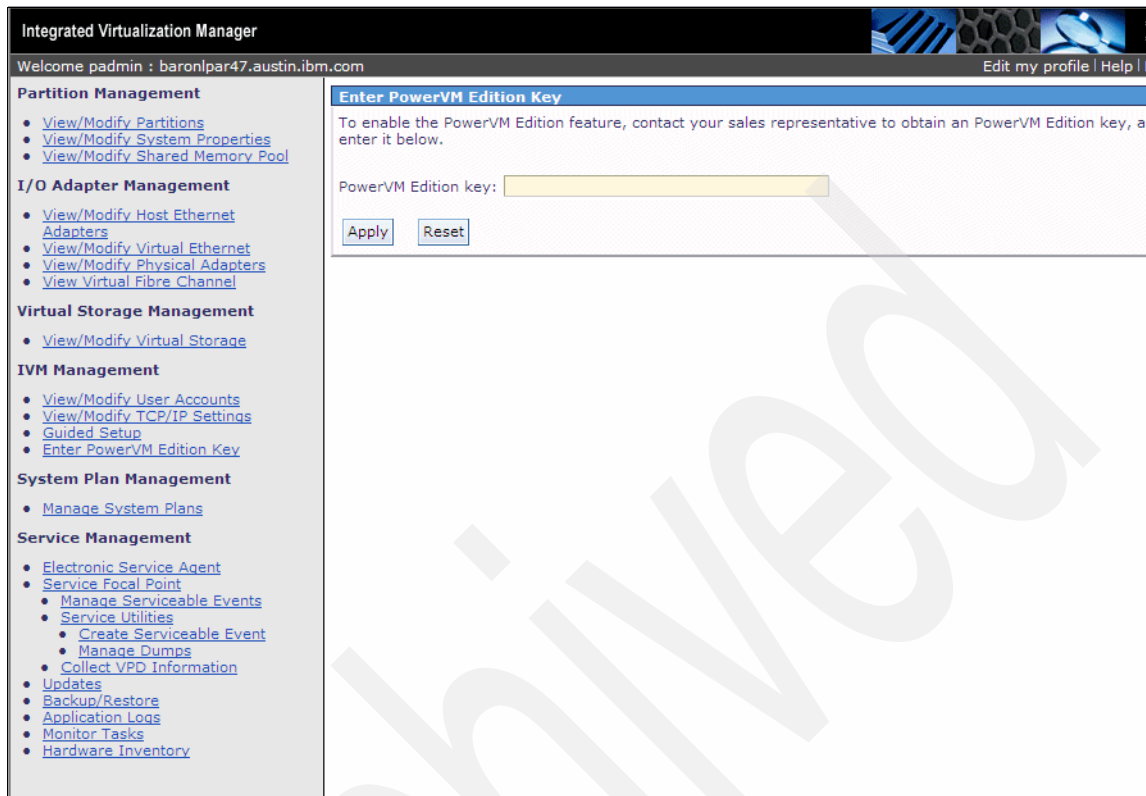 Integrated Virtualization Manager
Welcome padmin : baronlpar47.austin.ibm.com
Edit my profile | Help |
Partition Management
View/Modify Partitions
View/Modify System Properties
View/Modify Shared Memory Pool
I/O Adapter Management
View/Modify Host Ethernet
Adapters
View/Modify Virtual Ethernet
View/Modify Physical Adapters
View Virtual Fibre Channel
Virtual Storage Management
View/Modify Virtual Storage
IVM Management
View/Modify User Accounts
View/Modify TCP/IP Settings
Guided Setup
Enter PowerVM Edition Key
System Plan Management
Manage System Plans
Service Management
Electronic Service Agent
Service Focal Point
Manage Serviceable Events
Service Utilities
Create Serviceable Event
Manage Dumps
Collect VPD Information
Updates
Backup/Restore
Application Logs
Monitor Tasks
Hardware Inventory
Enter PowerVM Edition Key
To enable the PowerVM Edition feature, contact your sales representative to obtain an PowerVM Edition key, a
enter it below.
PowerVM Edition key:
Apply Reset
hived